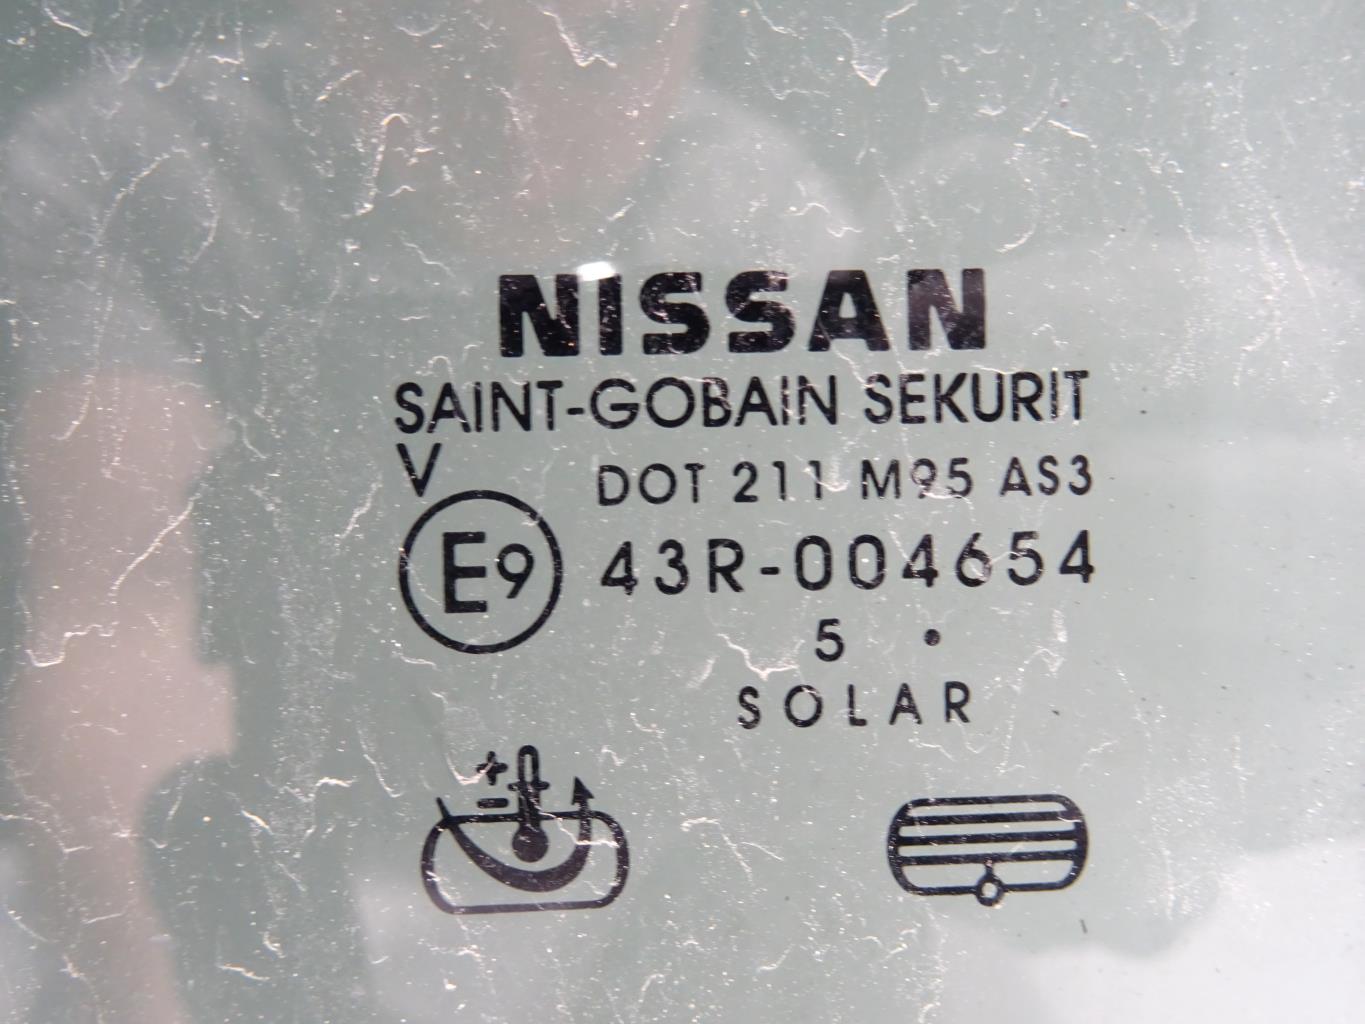 NISSAN
SAINT-GOBAIN SEKURIT
V
DOT 211 M95 AS3
E9 43R-004654
5 •
SOLAR
+
-